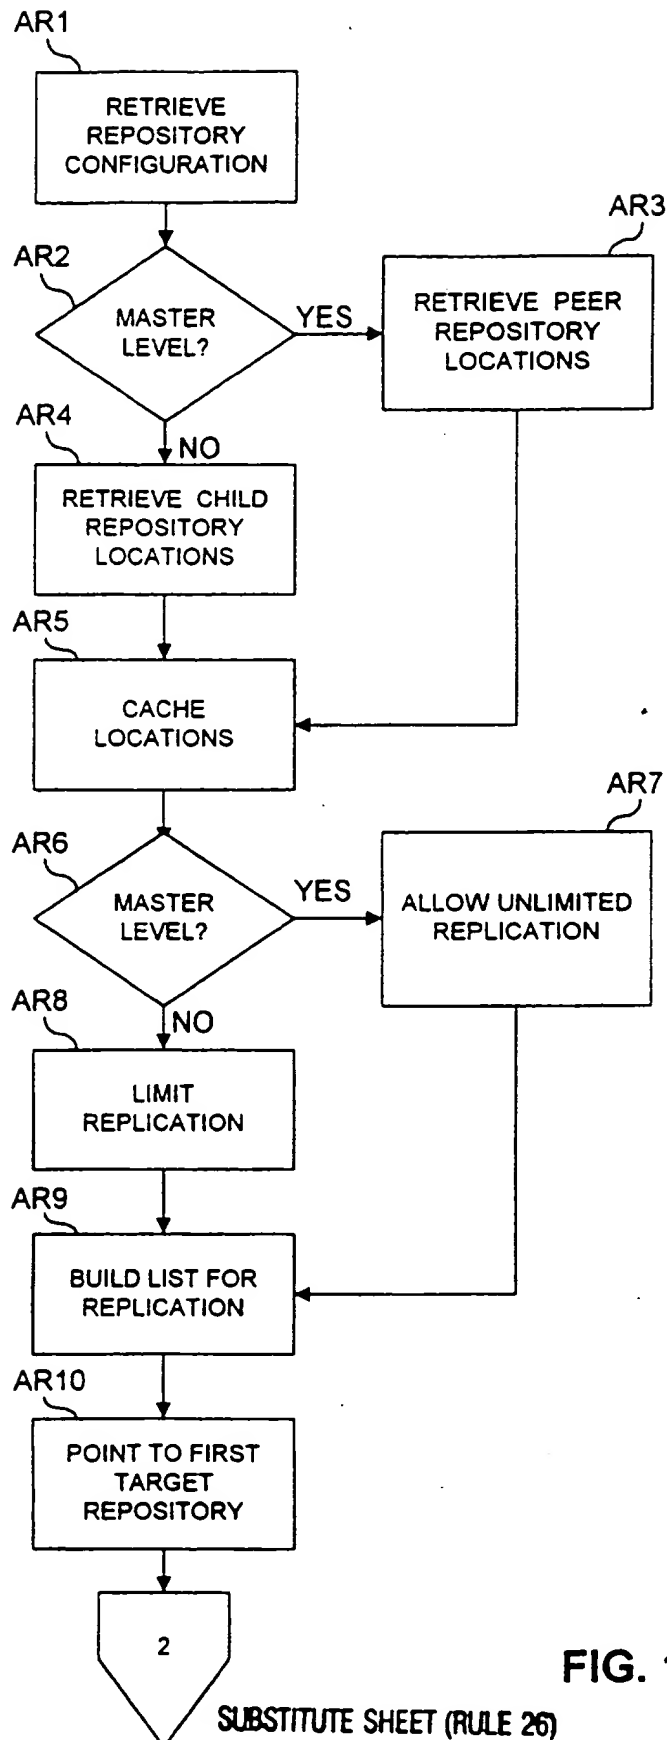 AR1
RETRIEVE
REPOSITORY
CONFIGURATION
AR2
MASTER
LEVEL?
YES
AR3
RETRIEVE PEER
REPOSITORY
LOCATIONS
NO
AR4
RETRIEVE CHILD
REPOSITORY
LOCATIONS
AR5
CACHE
LOCATIONS
AR6
MASTER
LEVEL?
YES
AR7
ALLOW UNLIMITED
REPLICATION
NO
AR8
LIMIT
REPLICATION
AR9
BUILD LIST FOR
REPLICATION
AR10
POINT TO FIRST
TARGET
REPOSITORY
2
FIG.
SUBSTITUTE SHEET (RULE 26)